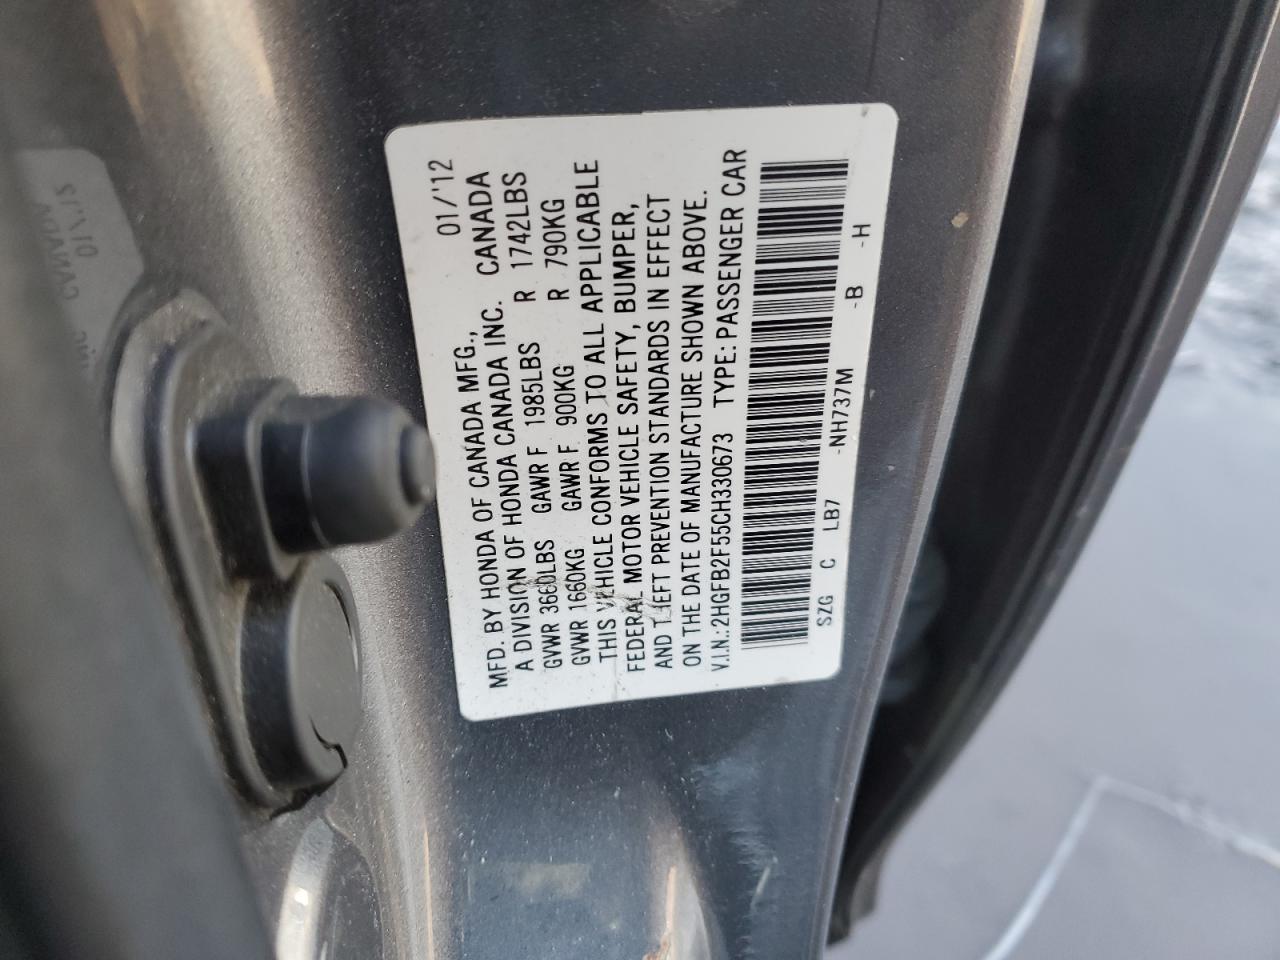 MFD. BY HONDA OF CANADA MFG., 01/'12
A DIVISION OF HONDA CANADA INC. CANADA
GVWR 3660LBS GAWR F 1985LBS R 1742LBS
GVWR 1660KG GAWR F 900KG R 790KG
THIS VEHICLE CONFORMS TO ALL APPLICABLE
FEDERAL MOTOR VEHICLE SAFETY, BUMPER,
AND THEFT PREVENTION STANDARDS IN EFFECT
ON THE DATE OF MANUFACTURE SHOWN ABOVE.
V.I.N.: 2HGFB2F55CH330673 TYPE: PASSENGER CAR
SZG C LB7 -NH737M -B -H